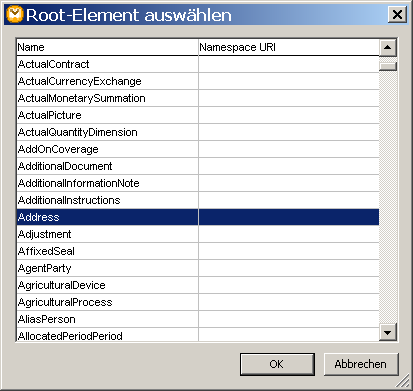 Root-Element auswählen
Name Namespace URI
ActualContract
ActualCurrencyExchange
ActualMonetarySummation
ActualPicture
ActualQuantityDimension
AddOnCoverage
AdditionalDocument
AdditionalInformationNote
AdditionalInstructions
Address
Adjustment
AffixedSeal
AgentParty
AgriculturalDevice
AgriculturalProcess
AliasPerson
AllocatedPeriodPeriod
OK Abbrechen